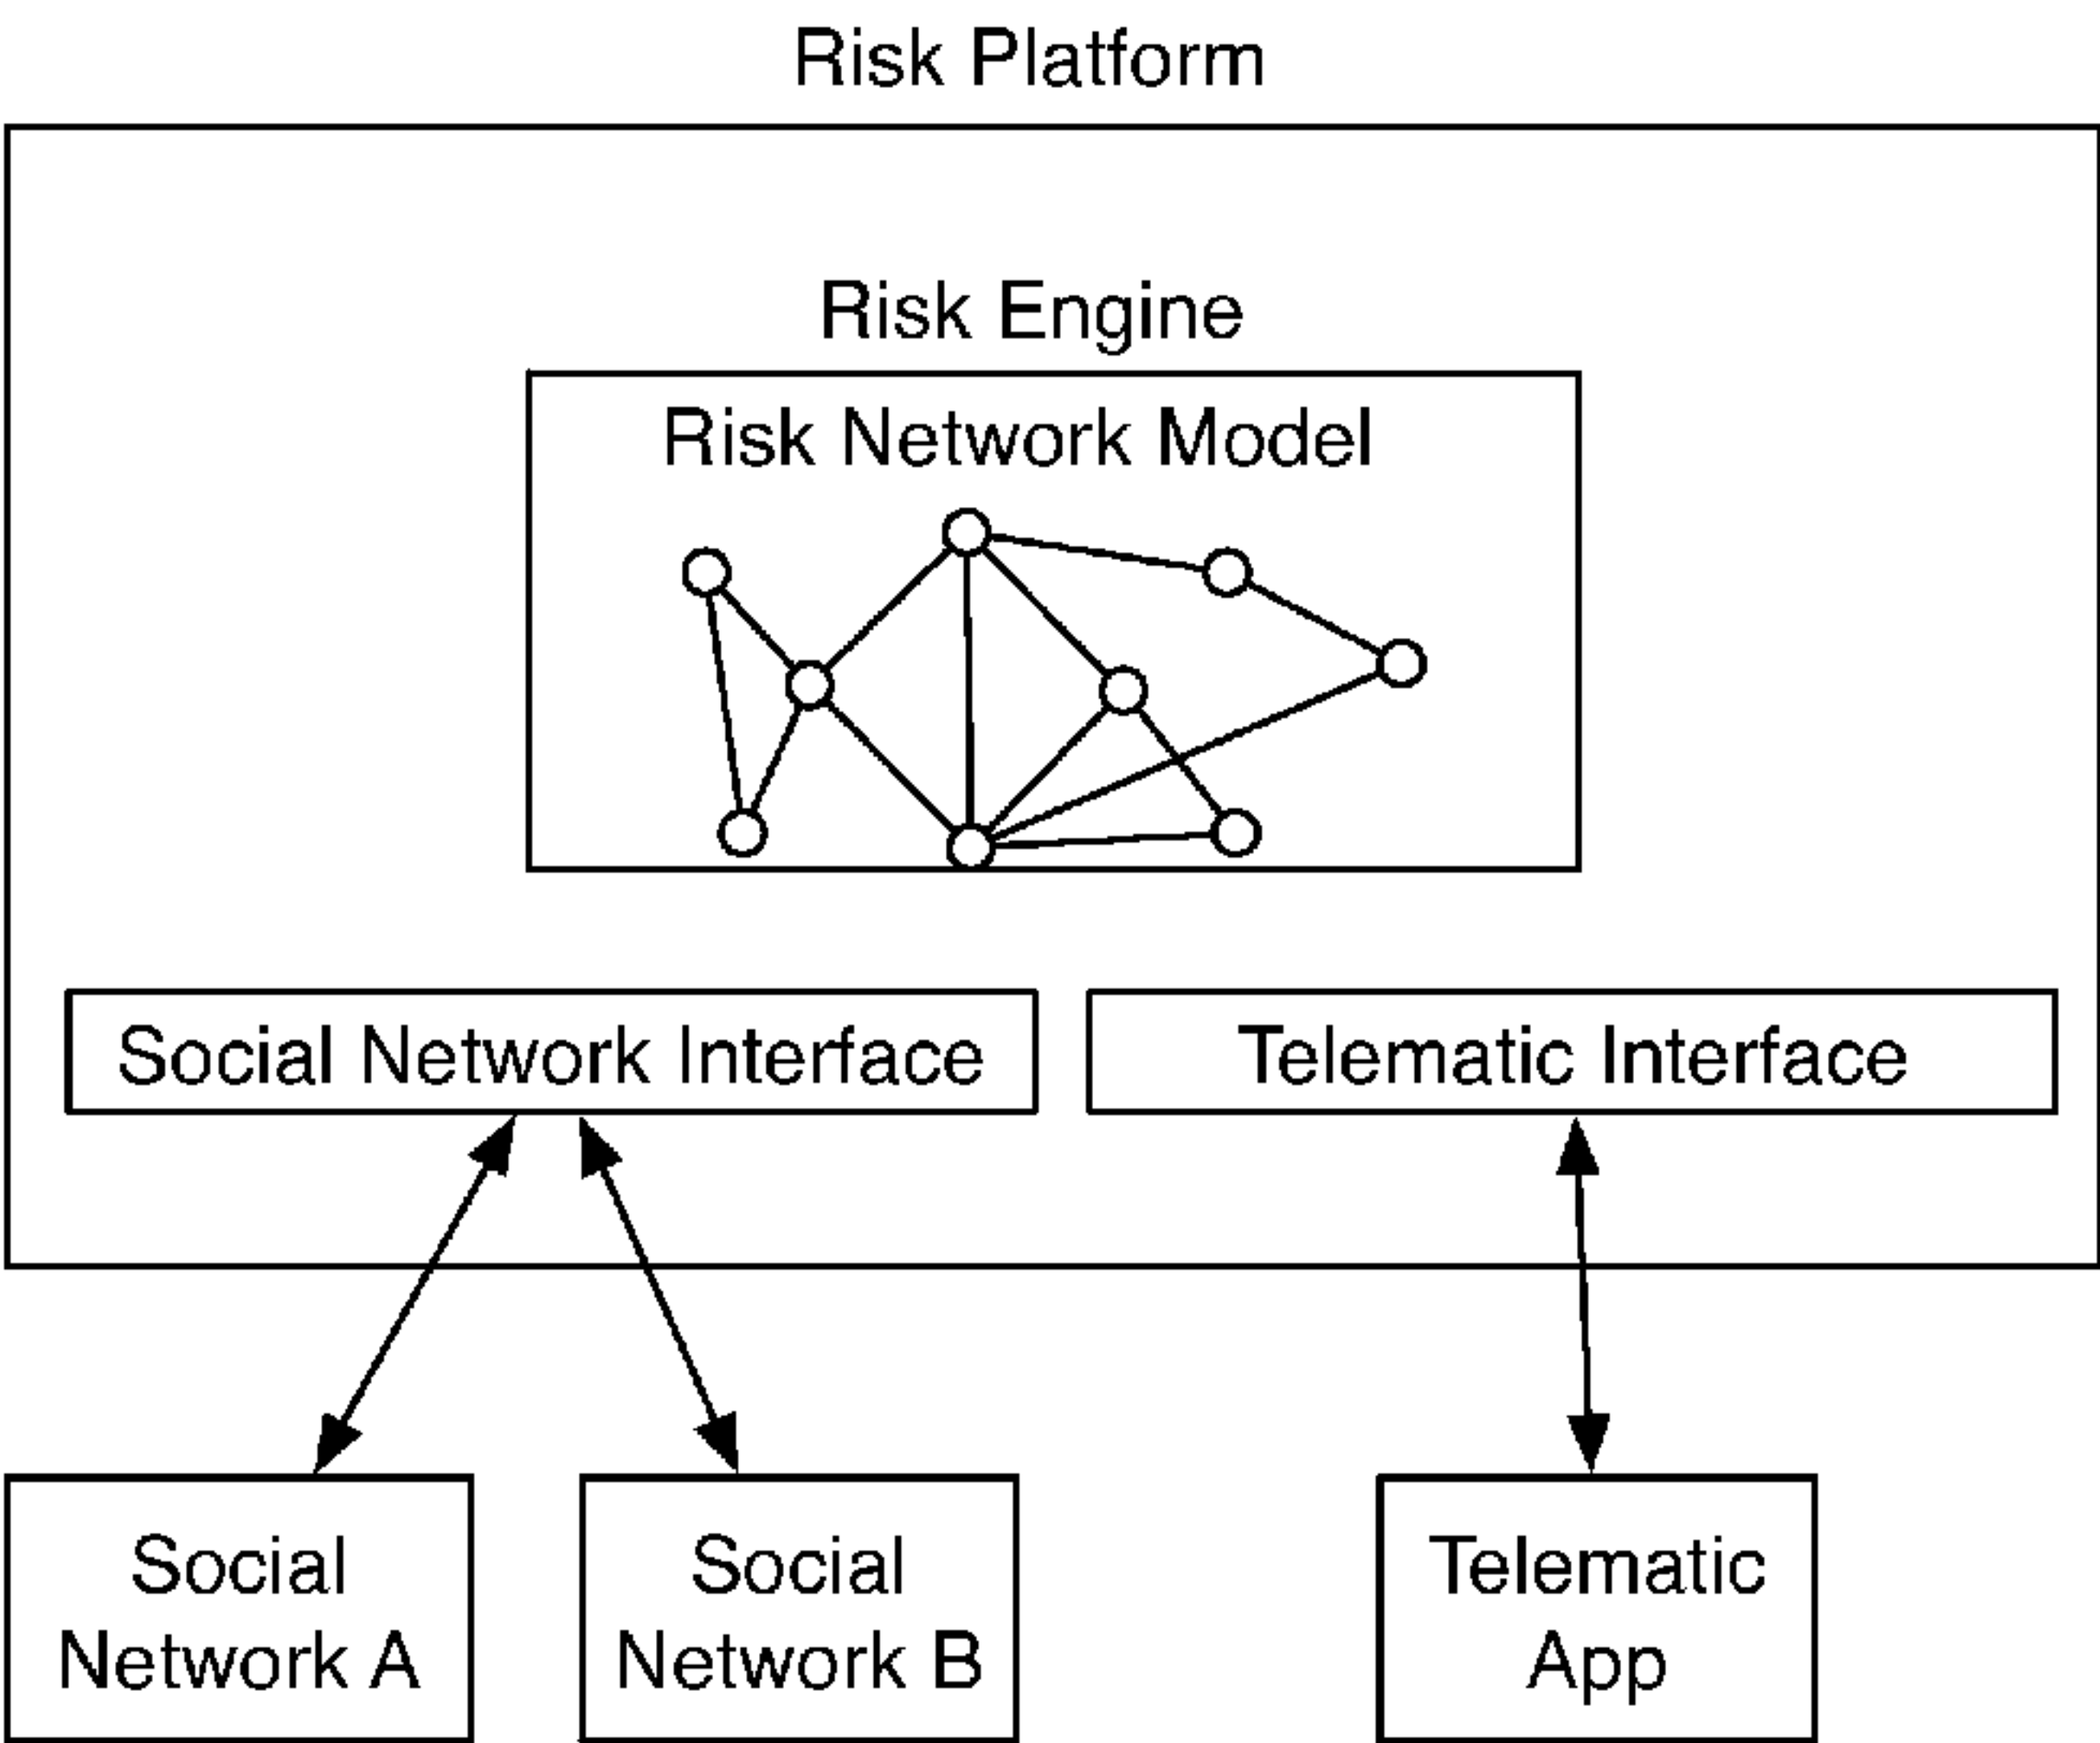 Risk Platform
Risk Engine
Risk Network Model
Social Network Interface
Telematic Interface
Social
Network A
Social
Network B
Telematic
App